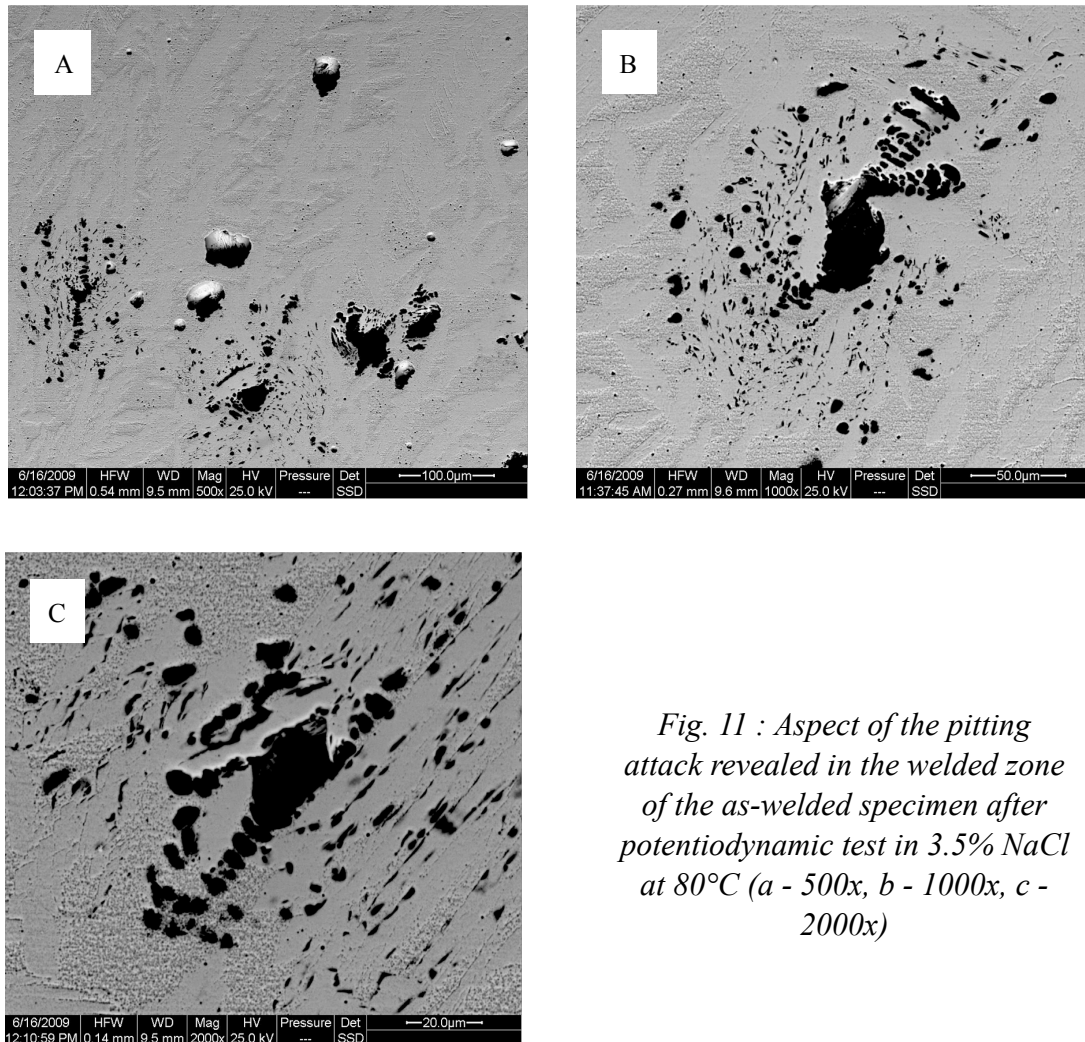 A
B
6/16/2009 HFW WD Mag HV Pressure Det 100.0µm
12:03:37 PM 0.54 mm 9.5 mm 500x 25.0 kV --- SSD
6/16/2009 HFW WD Mag HV Pressure Det 50.0µm
11:37:45 AM 0.27 mm 9.6 mm 1000x 25.0 kV --- SSD
C
6/16/2009 HFW WD Mag HV Pressure Det 20.0µm
12:10:59 PM 0.14 mm 9.5 mm 2000x 25.0 kV --- SSD
Fig. 11 : Aspect of the pitting
attack revealed in the welded zone
of the as-welded specimen after
potentiodynamic test in 3.5% NaCl
at 80°C (a - 500x, b - 1000x, c -
2000x)